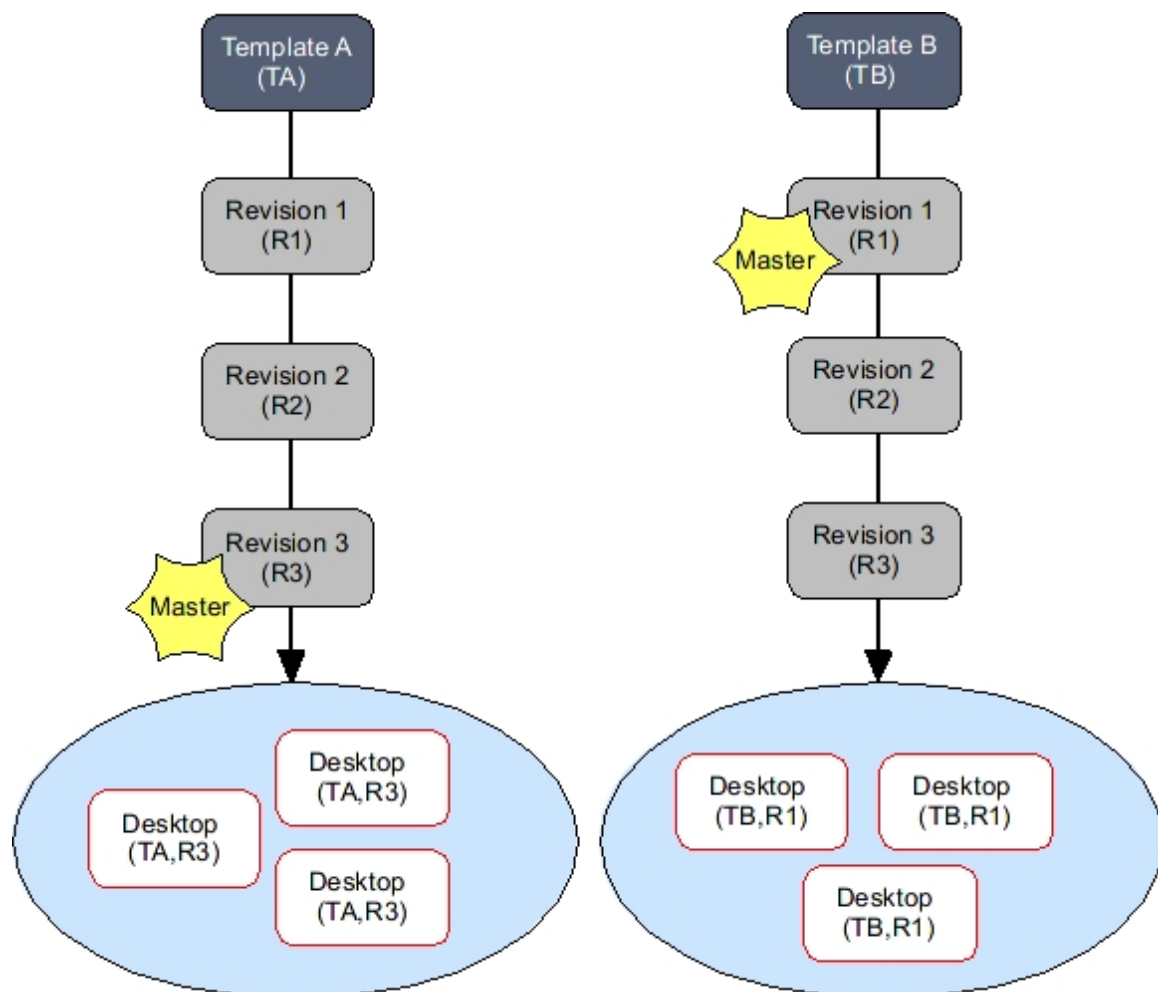 Template A
(TA)
Revision 1
(R1)
Revision 2
(R2)
Revision 3
(R3)
Master
Desktop
(TA,R3)
Desktop
(TA,R3)
Desktop
(TA,R3)
Template B
(TB)
Revision 1
(R1)
Master
Revision 2
(R2)
Revision 3
(R3)
Desktop
(TB,R1)
Desktop
(TB,R1)
Desktop
(TB,R1)